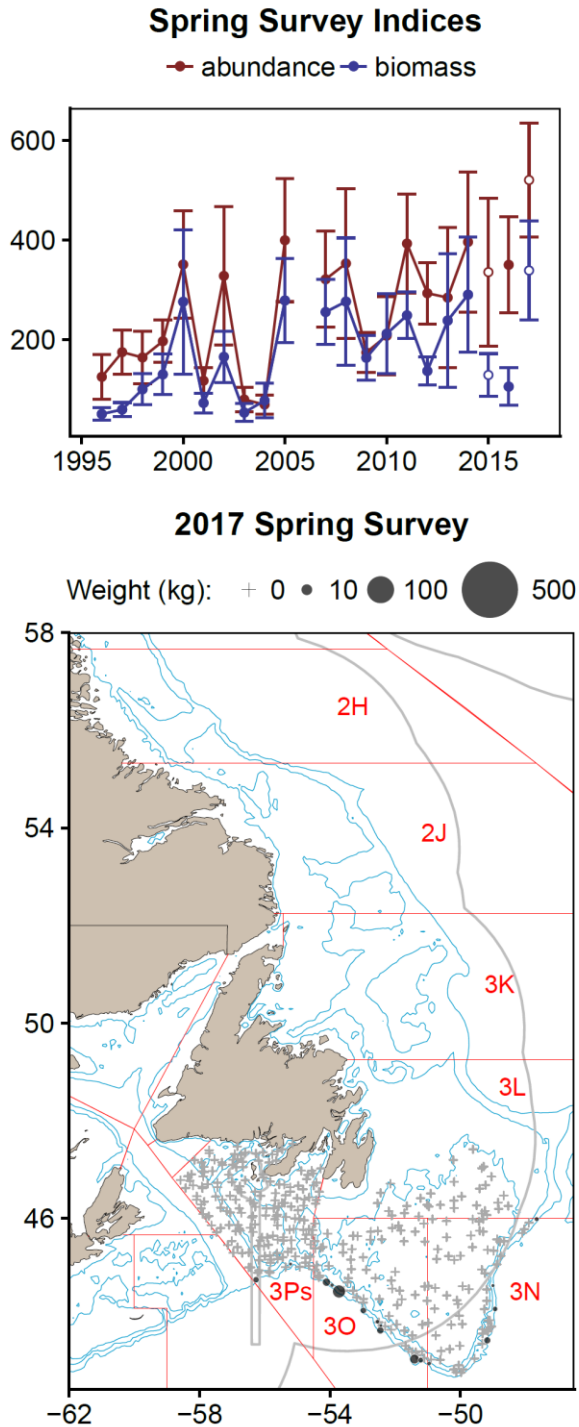 Spring Survey Indices
abundance biomass
600
400
200
1995 2000 2005 2010 2015
2017 Spring Survey
Weight (kg): 0 10 100 500
58
2H
54
2J
50
3K
3L
46
3Ps
3O
3N
−62 −58 −54 −50